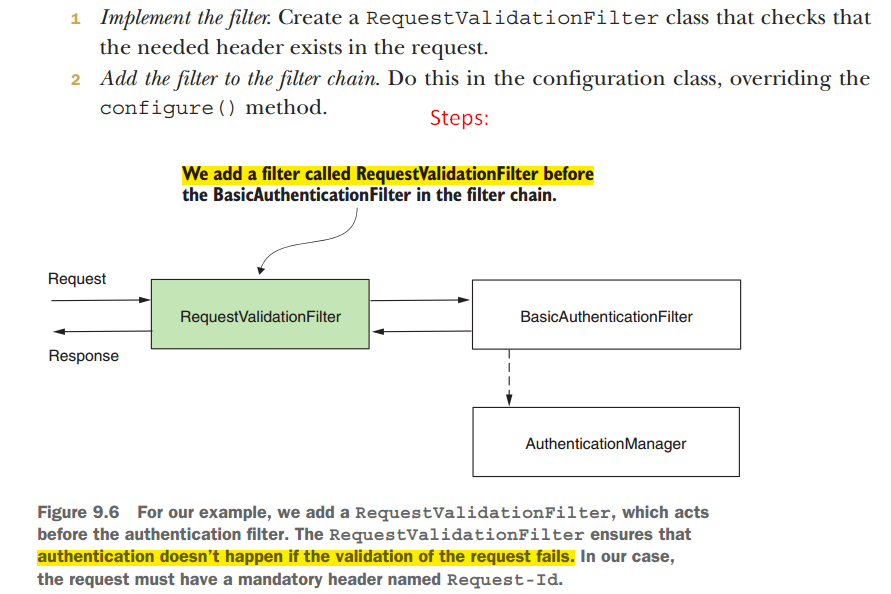 1 Implement the filter. Create a RequestValidationFilter class that checks that
the needed header exists in the request.
2 Add the filter to the filter chain. Do this in the configuration class, overriding the
configure() method.
Steps:
We add a filter called RequestValidationFilter before
the BasicAuthenticationFilter in the filter chain.
Request
RequestValidationFilter
BasicAuthenticationFilter
Response
AuthenticationManager
Figure 9.6 For our example, we add a RequestValidationFilter, which acts
before the authentication filter. The RequestValidationFilter ensures that
authentication doesn't happen if the validation of the request fails. In our case,
the request must have a mandatory header named Request-Id.